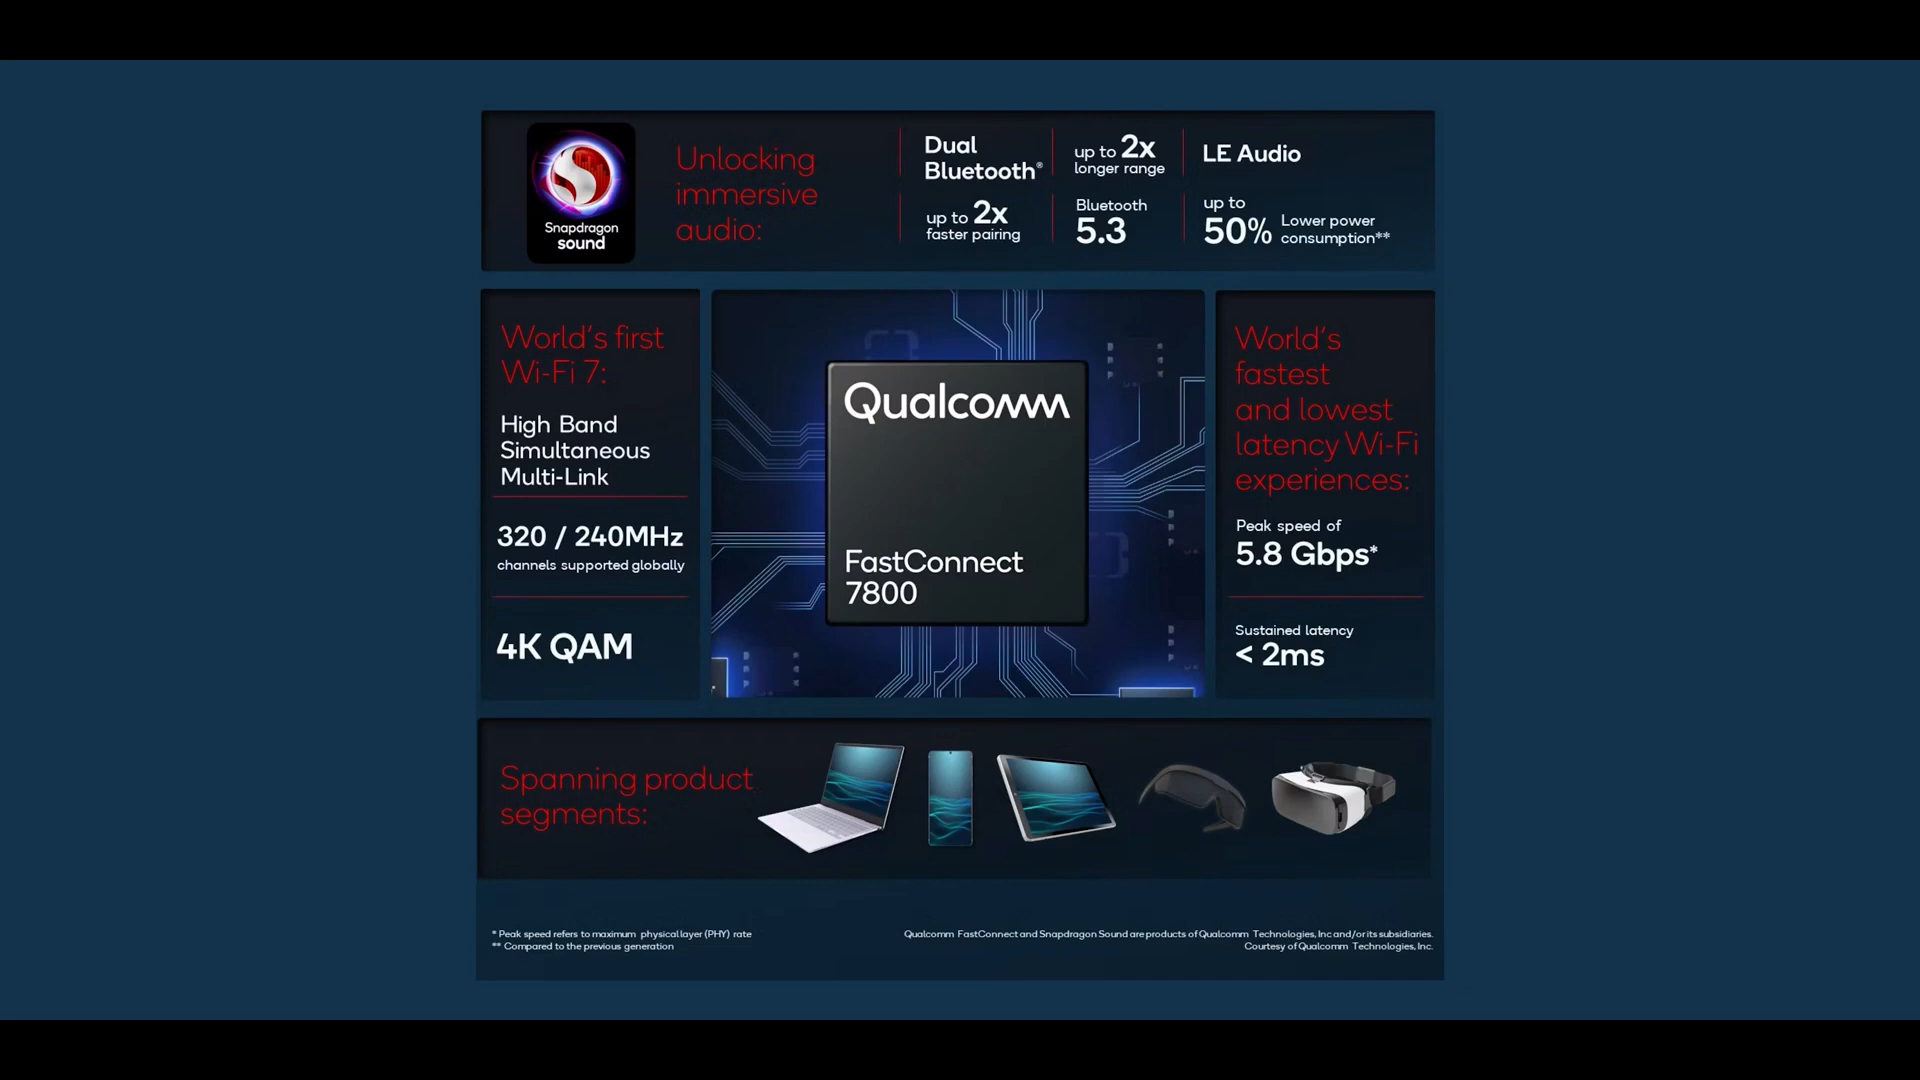 Snapdragon
sound
Unlocking
immersive
audio:
Dual
Bluetooth®
up to 2x
faster pairing
up to 2x
longer range
Bluetooth
5.3
LE Audio
up to
50% Lower power
consumption**
World's first
Wi-Fi 7:
High Band
Simultaneous
Multi-Link
320 / 240MHz
channels supported globally
4K QAM
Qualcomm
FastConnect
7800
World's
fastest
and lowest
latency Wi-Fi
experiences:
Peak speed of
5.8 Gbps*
Sustained latency
< 2ms
Spanning product
segments:
* Peak speed refers to maximum physical layer (PHY) rate
** Compared to the previous generation
Qualcomm FastConnect and Snapdragon Sound are products of Qualcomm Technologies, Inc and/or its subsidiaries.
Courtesy of Qualcomm Technologies, Inc.